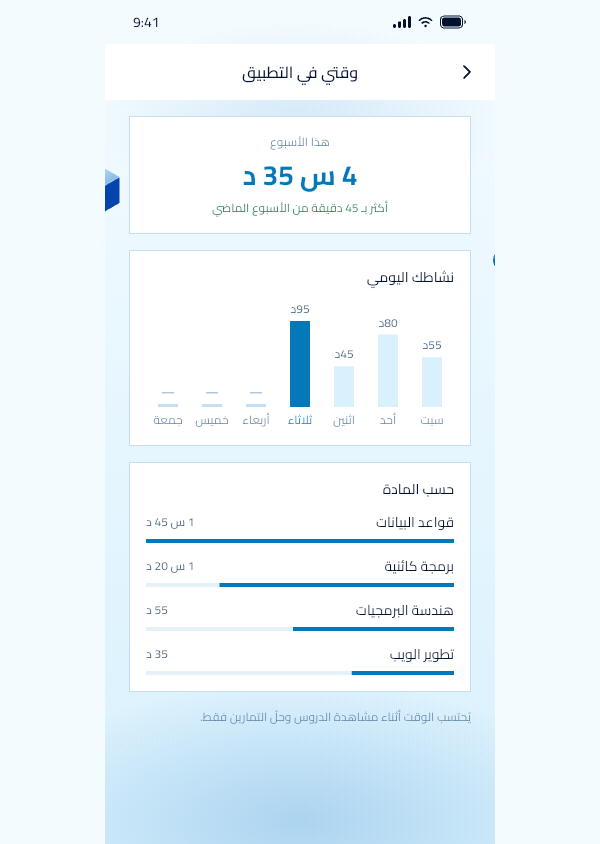 9:41
وقتي في التطبيق
هذا الأسبوع
4 س 35 د
أكثر بـ 45 دقيقة من الأسبوع الماضي
نشاطك اليومي
55د
80د
45د
95د
—
—
—
سبت
أحد
اثنين
ثلاثاء
أربعاء
خميس
جمعة
حسب المادة
قواعد البيانات
1 س 45 د
برمجة كائنية
1 س 20 د
هندسة البرمجيات
55 د
تطوير الويب
35 د
يُحتسب الوقت أثناء مشاهدة الدروس وحلّ التمارين فقط.